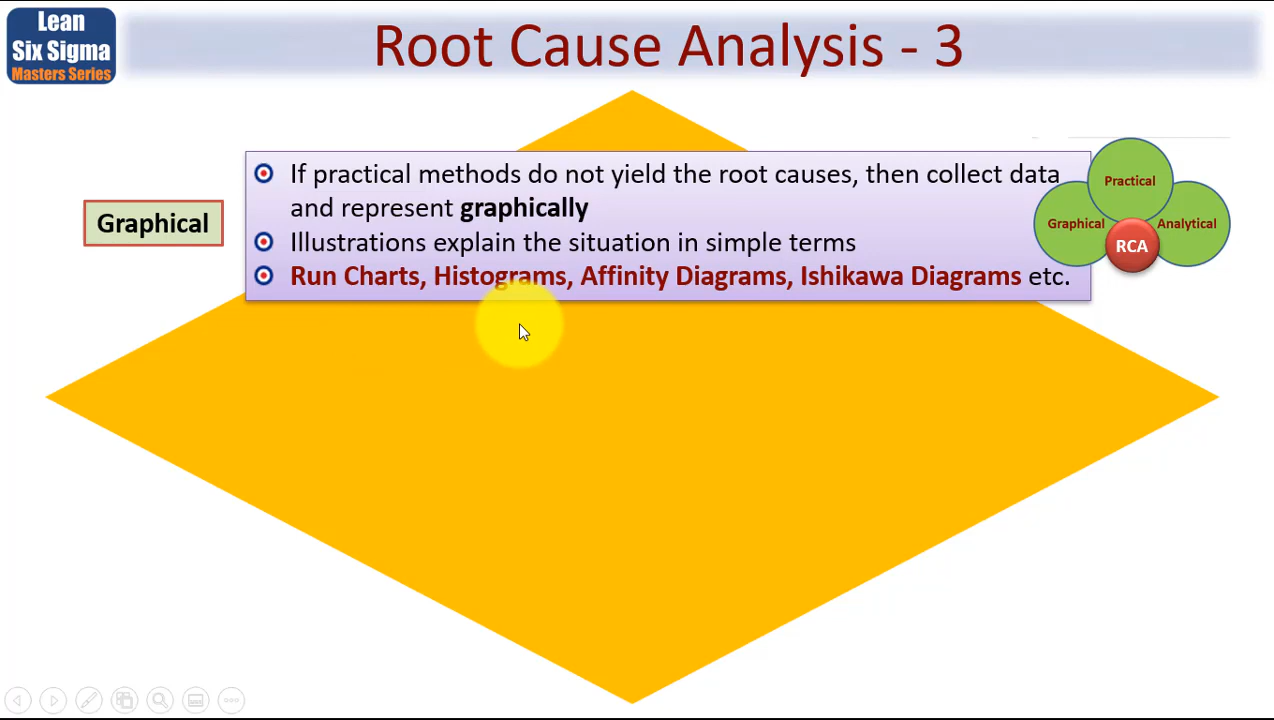 Lean
Six Sigma
Masters Series
Root Cause Analysis - 3
Graphical
If practical methods do not yield the root causes, then collect data
and represent graphically
Illustrations explain the situation in simple terms
Run Charts, Histograms, Affinity Diagrams, Ishikawa Diagrams etc.
Practical
Graphical
Analytical
RCA